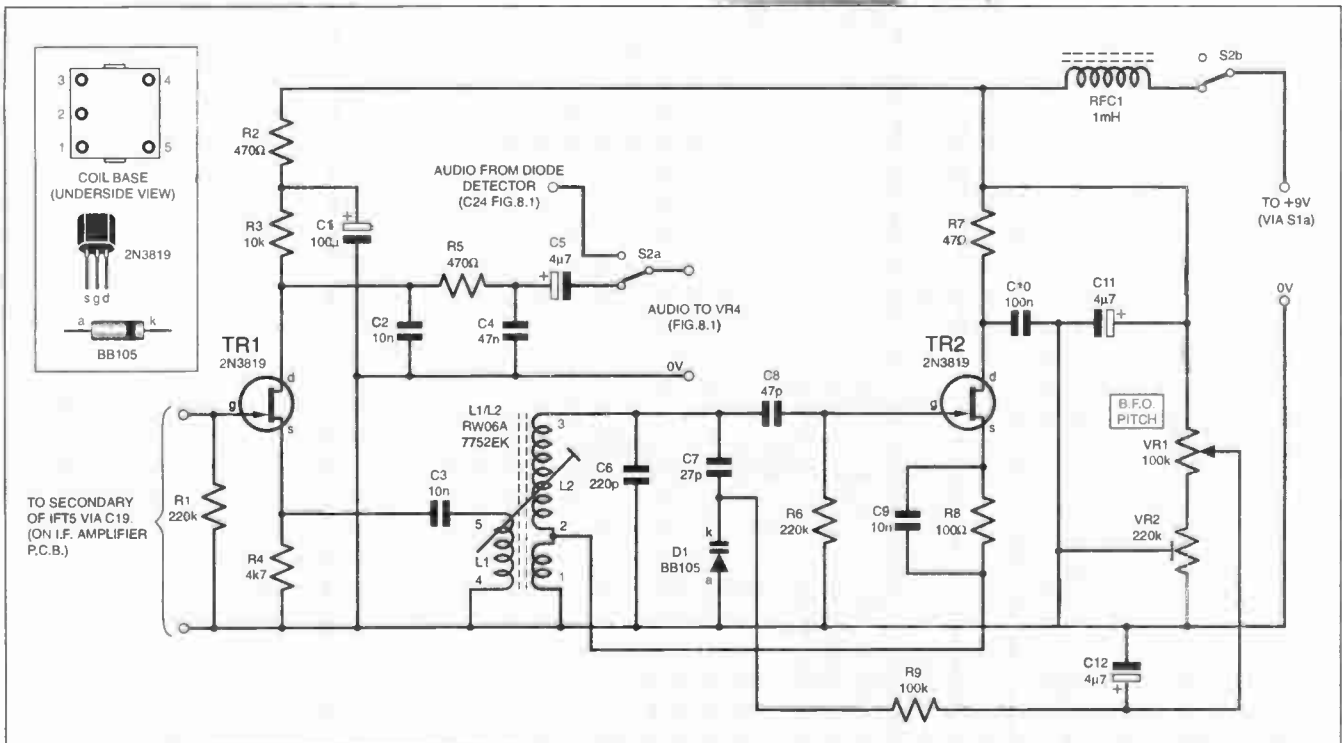 3
4
2
1
5
COIL BASE
(UNDERSIDE VIEW)
2N3819
s g d
a
k
BB105
R2
470Ω
R3
10k
C1
100µ
+
AUDIO FROM DIODE
DETECTOR
(C24 FIG.8.1)
R5
470Ω
C5
4µ7
+
S2a
AUDIO TO VR4
(FIG.8.1)
C2
10n
C4
47n
0V
TR1
2N3819
d
g
s
TO SECONDARY
OF IFT5 VIA C19.
(ON I.F. AMPLIFIER
P.C.B.)
R1
220k
R4
4k7
C3
10n
L1/L2
RW06A
7752EK
3
L2
5
2
L1
4
1
C6
220p
C7
27p
C8
47p
k
D1
BB105
a
R6
220k
TR2
2N3819
d
g
s
C9
10n
R8
100Ω
R7
47Ω
C10
100n
C11
4µ7
+
RFC1
1mH
S2b
TO +9V
(VIA S1a)
0V
B.F.O.
PITCH
VR1
100k
VR2
220k
R9
100k
C12
4µ7
+